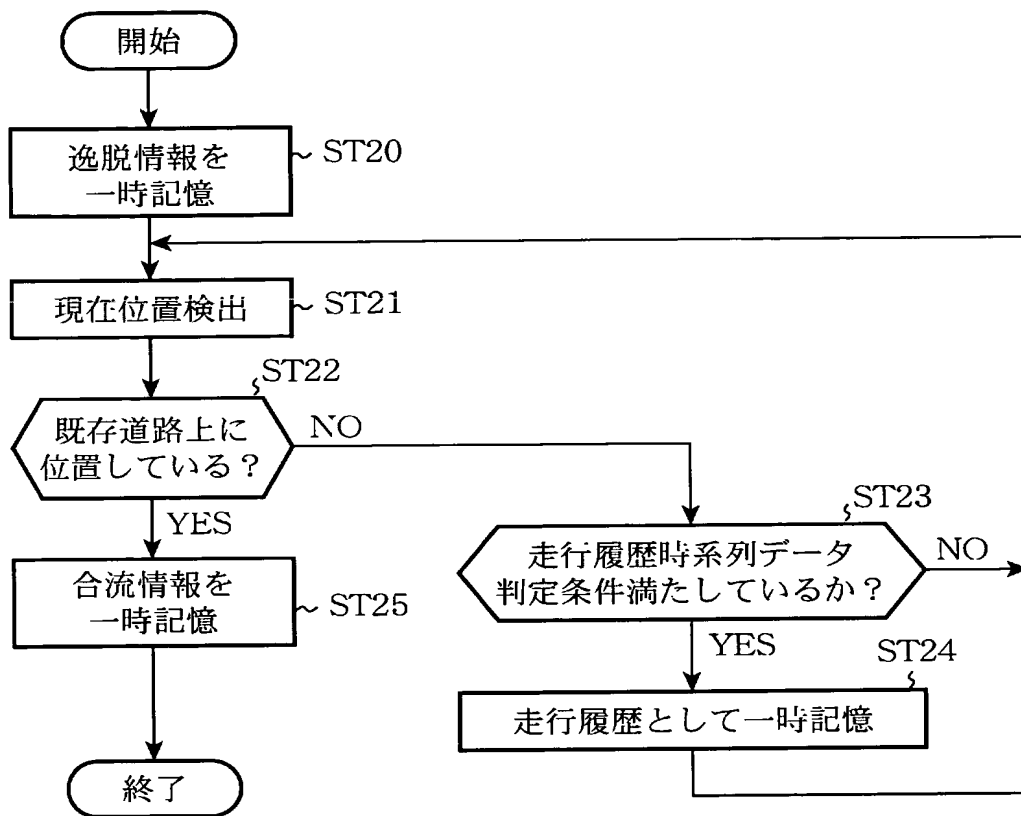 開始
逸脱情報を
一時記憶
ST20
現在位置検出
ST21
ST22
既存道路上に
位置している?
NO
YES
ST23
走行履歴時系列データ
判定条件満たしているか?
NO
YES
合流情報を
一時記憶
ST25
ST24
走行履歴として一時記憶
終了